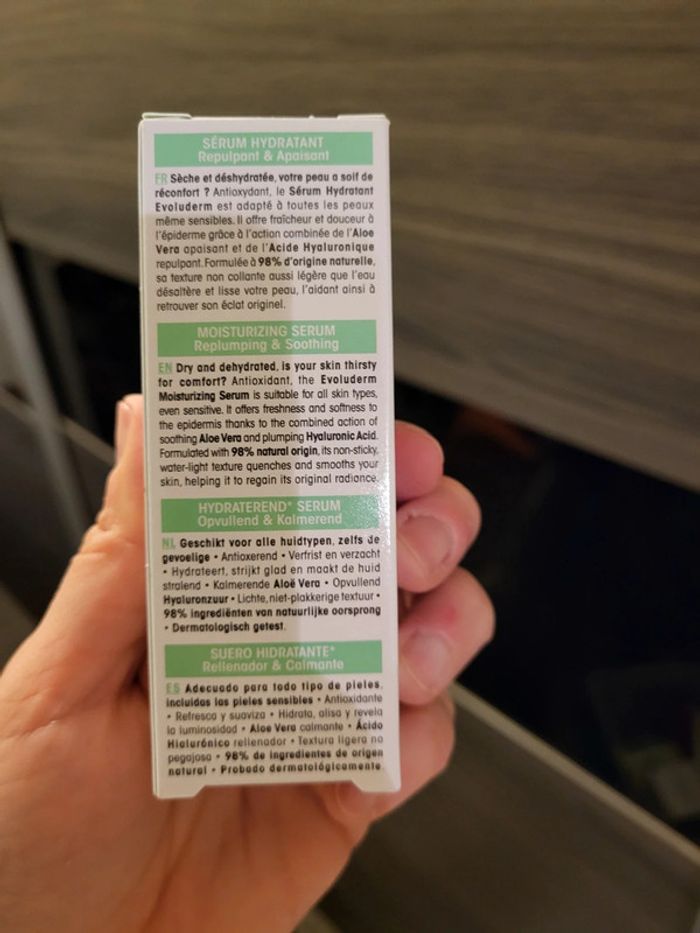 SÉRUM HYDRATANT
Repulpant & Apaisant
FR Sèche et déshydratée, votre peau a soif de
réconfort ? Antioxydant, le Sérum Hydratant
Evoluderm est adapté à toutes les peaux
même sensibles. Il offre fraîcheur et douceur à
l'épiderme grâce à l'action combinée de l'Aloe
Vera apaisant et de l'Acide Hyaluronique
repulpant. Formulée à 98% d'origine naturelle,
sa texture non collante aussi légère que l'eau
désaltère et lisse votre peau, l'aidant ainsi à
retrouver son éclat originel.
MOISTURIZING SERUM
Replumping & Soothing
EN Dry and dehydrated, is your skin thirsty
for comfort? Antioxidant, the Evoluderm
Moisturizing Serum is suitable for all skin types,
even sensitive. It offers freshness and softness to
the epidermis thanks to the combined action of
soothing Aloe Vera and plumping Hyaluronic Acid.
Formulated with 98% natural origin, its non-sticky,
water-light texture quenches and smooths your
skin, helping it to regain its original radiance.
HYDRATEREND* SERUM
Opvullend & Kalmerend
NL Geschikt voor alle huidtypen, zelfs de
gevoelige • Antioxerend • Verfrist en verzacht
• Hydrateert, strijkt glad en maakt de huid
stralend • Kalmerende Aloë Vera • Opvullend
Hyaluronzuur • Lichte, niet-plakkerige textuur •
98% ingrediënten van natuurlijke oorsprong
• Dermatologisch getest.
SUERO HIDRATANTE*
Rellenador & Calmante
ES Adecuado para todo tipo de pieles,
incluidas las pieles sensibles • Antioxidante
• Refresca y suaviza • Hidrata, alisa y revela
la luminosidad • Aloe Vera calmante • Ácido
Hialurónico rellenador • Textura ligera no
pegajosa • 98% de ingredientes de origen
natural • Probado dermatológicamente.